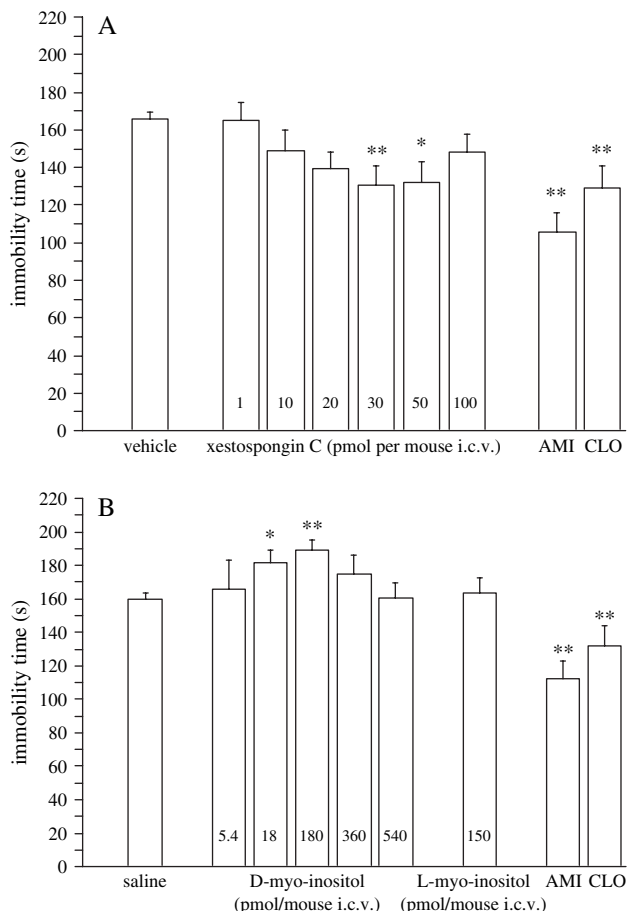 220
A
200
180
160
140
120
100
80
60
40
20
0
immobility time (s)
** * ** **
1 10 20 30 50 100
vehicle xestospongin C (pmol per mouse i.c.v.) AMI CLO
220
B
200
180
160
140
120
100
80
60
40
20
0
immobility time (s)
* ** ** **
5.4 18 180 360 540 150
saline D-myo-inositol L-myo-inositol AMI CLO
(pmol/mouse i.c.v.) (pmol/mouse i.c.v.)